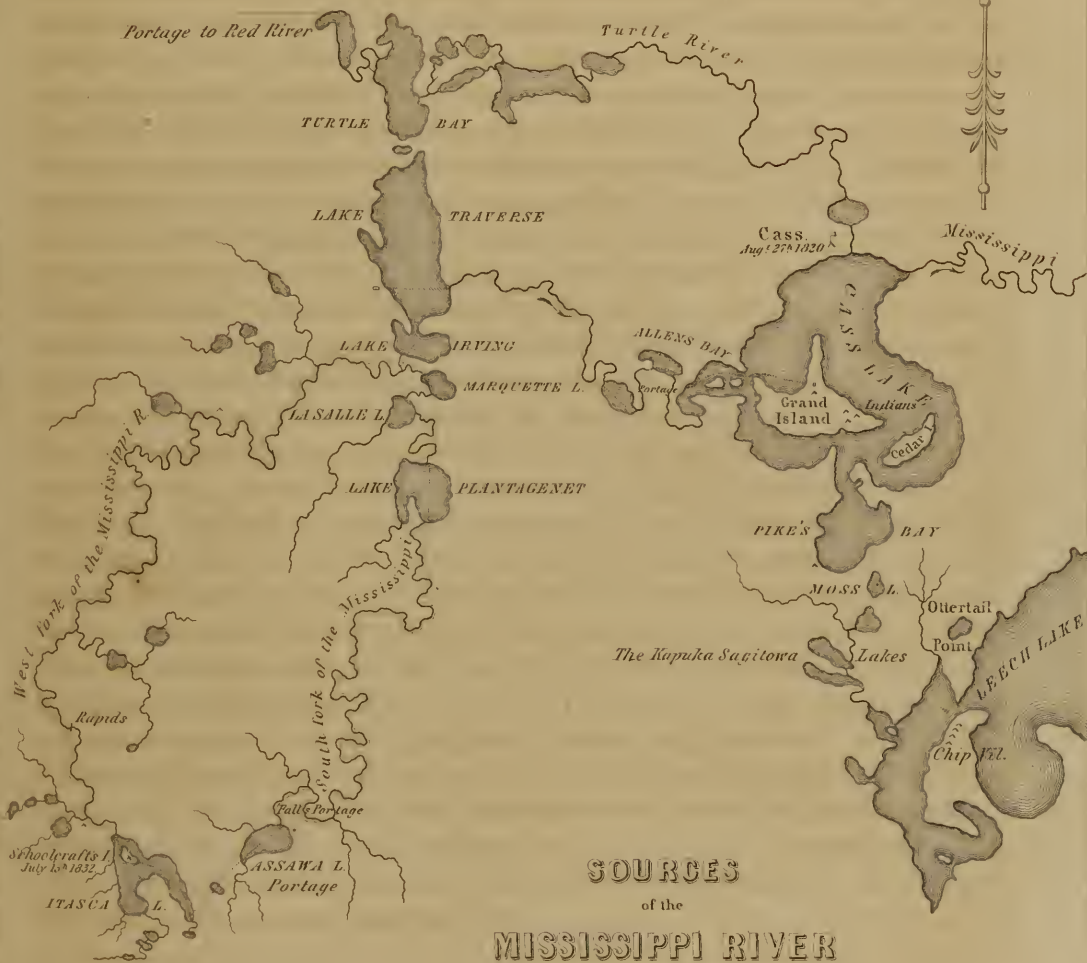 Portage to Red River
Turtle River
TURTLE BAY
LAKE TRAVERSE
Cass.
Augt. 27th 1820
Mississippi
CASS LAKE
LAKE IRVING
ALLENS BAY
MARQUETTE L.
Portage
Grand
Island
Indians
LASALLE L
Cedar I.
West Fork of the Mississippi R.
LAKE PLANTAGENET
PIKE'S BAY
MOSS L.
Ottertail
Point
South fork of the Mississippi
The Kapuka Sagitowa Lakes
LEECH LAKE
Rapids
Chip Vil.
Falls Portage
Schoolcrafts I.
July 13th 1832
ASSAWA L.
Portage
ITASCA L.
SOURCES
of the
MISSISSIPPI RIVER